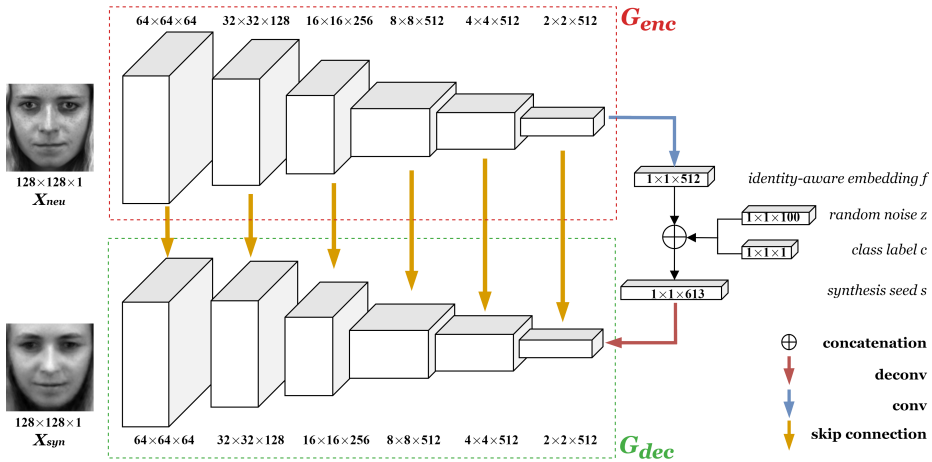 64×64×64 32×32×128 16×16×256 8×8×512 4×4×512 2×2×512
G_enc
128×128×1
X_neu
1×1×512 identity-aware embedding f
1×1×100 random noise z
1×1×1 class label c
1×1×613 synthesis seed s
concatenation
deconv
conv
skip connection
128×128×1
X_syn
64×64×64 32×32×128 16×16×256 8×8×512 4×4×512 2×2×512
G_dec